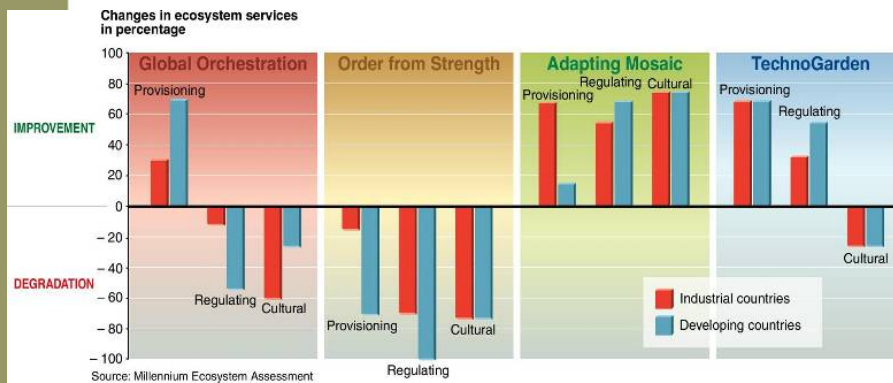 Changes in ecosystem services
in percentage
100
80
60
40
20
0
– 20
– 40
– 60
– 80
– 100
IMPROVEMENT
DEGRADATION
Global Orchestration
Provisioning
Regulating
Cultural
Order from Strength
Provisioning
Regulating
Cultural
Adapting Mosaic
Provisioning
Regulating
Cultural
TechnoGarden
Provisioning
Regulating
Cultural
Industrial countries
Developing countries
Source: Millennium Ecosystem Assessment